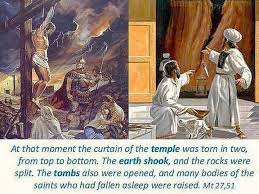 At that moment the curtain of the temple was torn in two,
from top to bottom. The earth shook, and the rocks were
split. The tombs also were opened, and many bodies of the
saints who had fallen asleep were raised. Mt 27,51